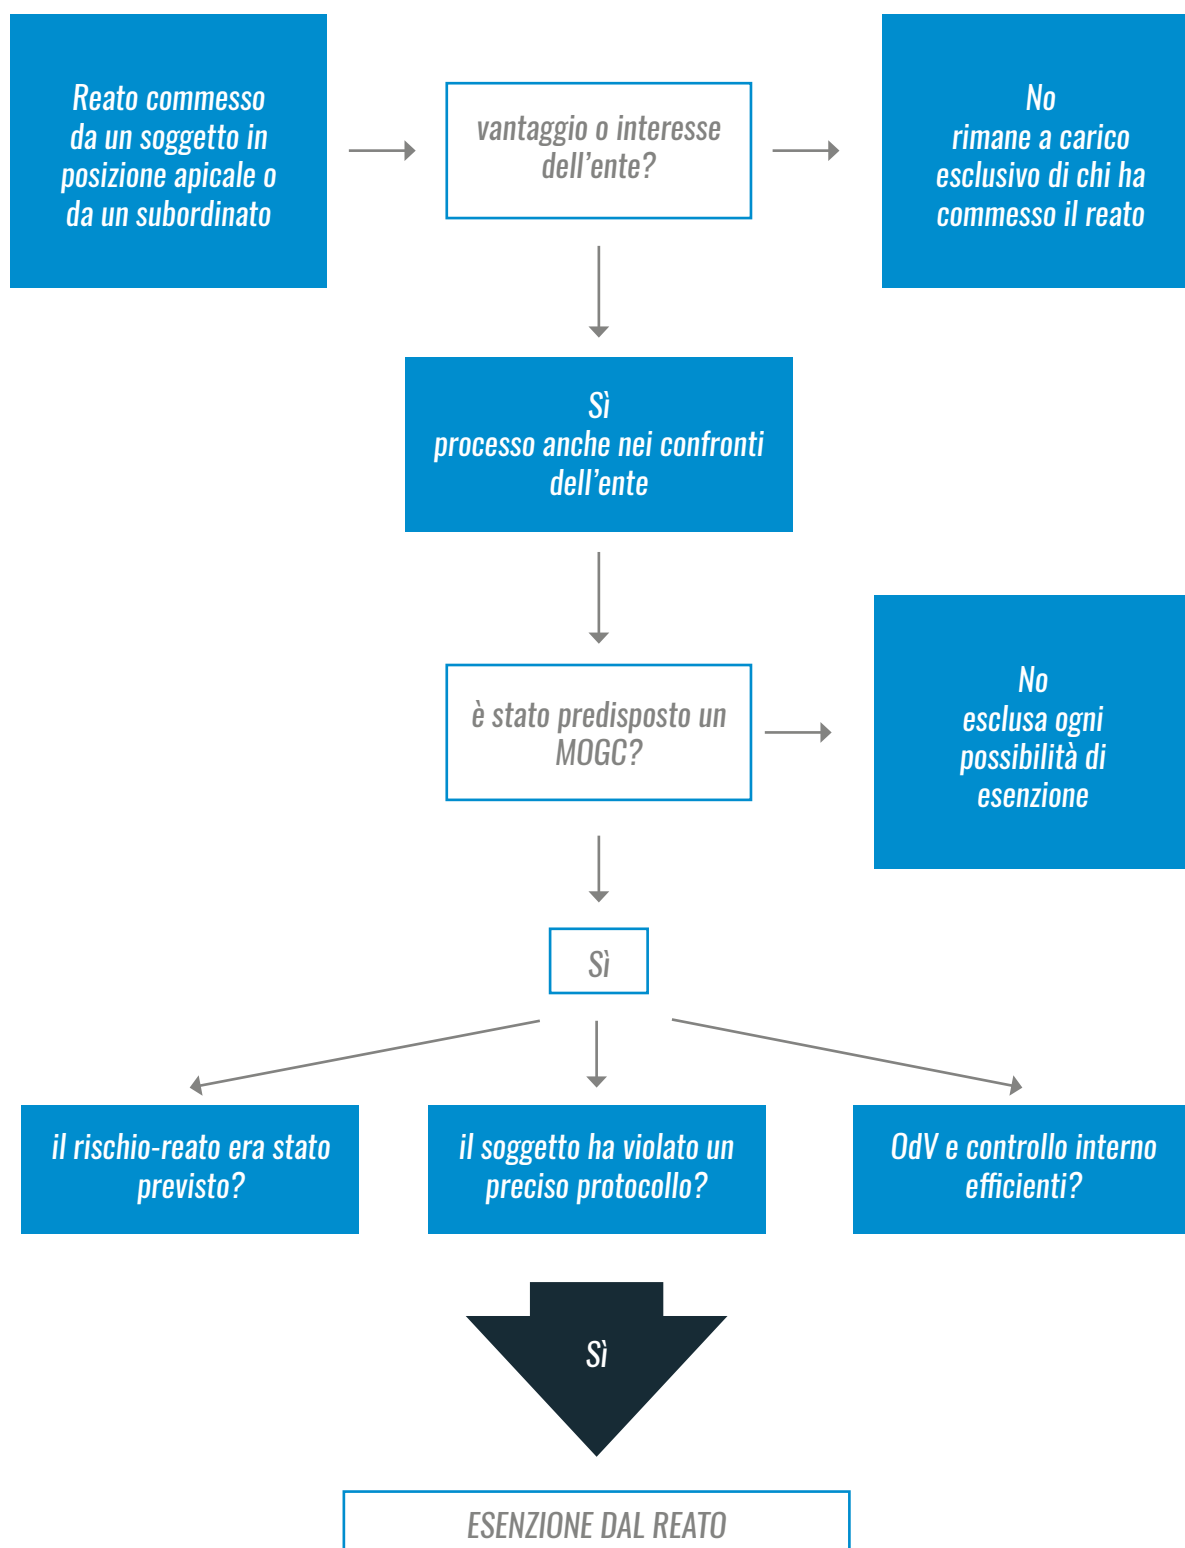 Reato commesso
da un soggetto in
posizione apicale o
da un subordinato
vantaggio o interesse
dell'ente?
No
rimane a carico
esclusivo di chi ha
commesso il reato
Sì
processo anche nei confronti
dell'ente
è stato predisposto un
MOGC?
No
esclusa ogni
possibilità di
esenzione
Sì
il rischio-reato era stato
previsto?
il soggetto ha violato un
preciso protocollo?
OdV e controllo interno
efficienti?
Sì
ESENZIONE DAL REATO